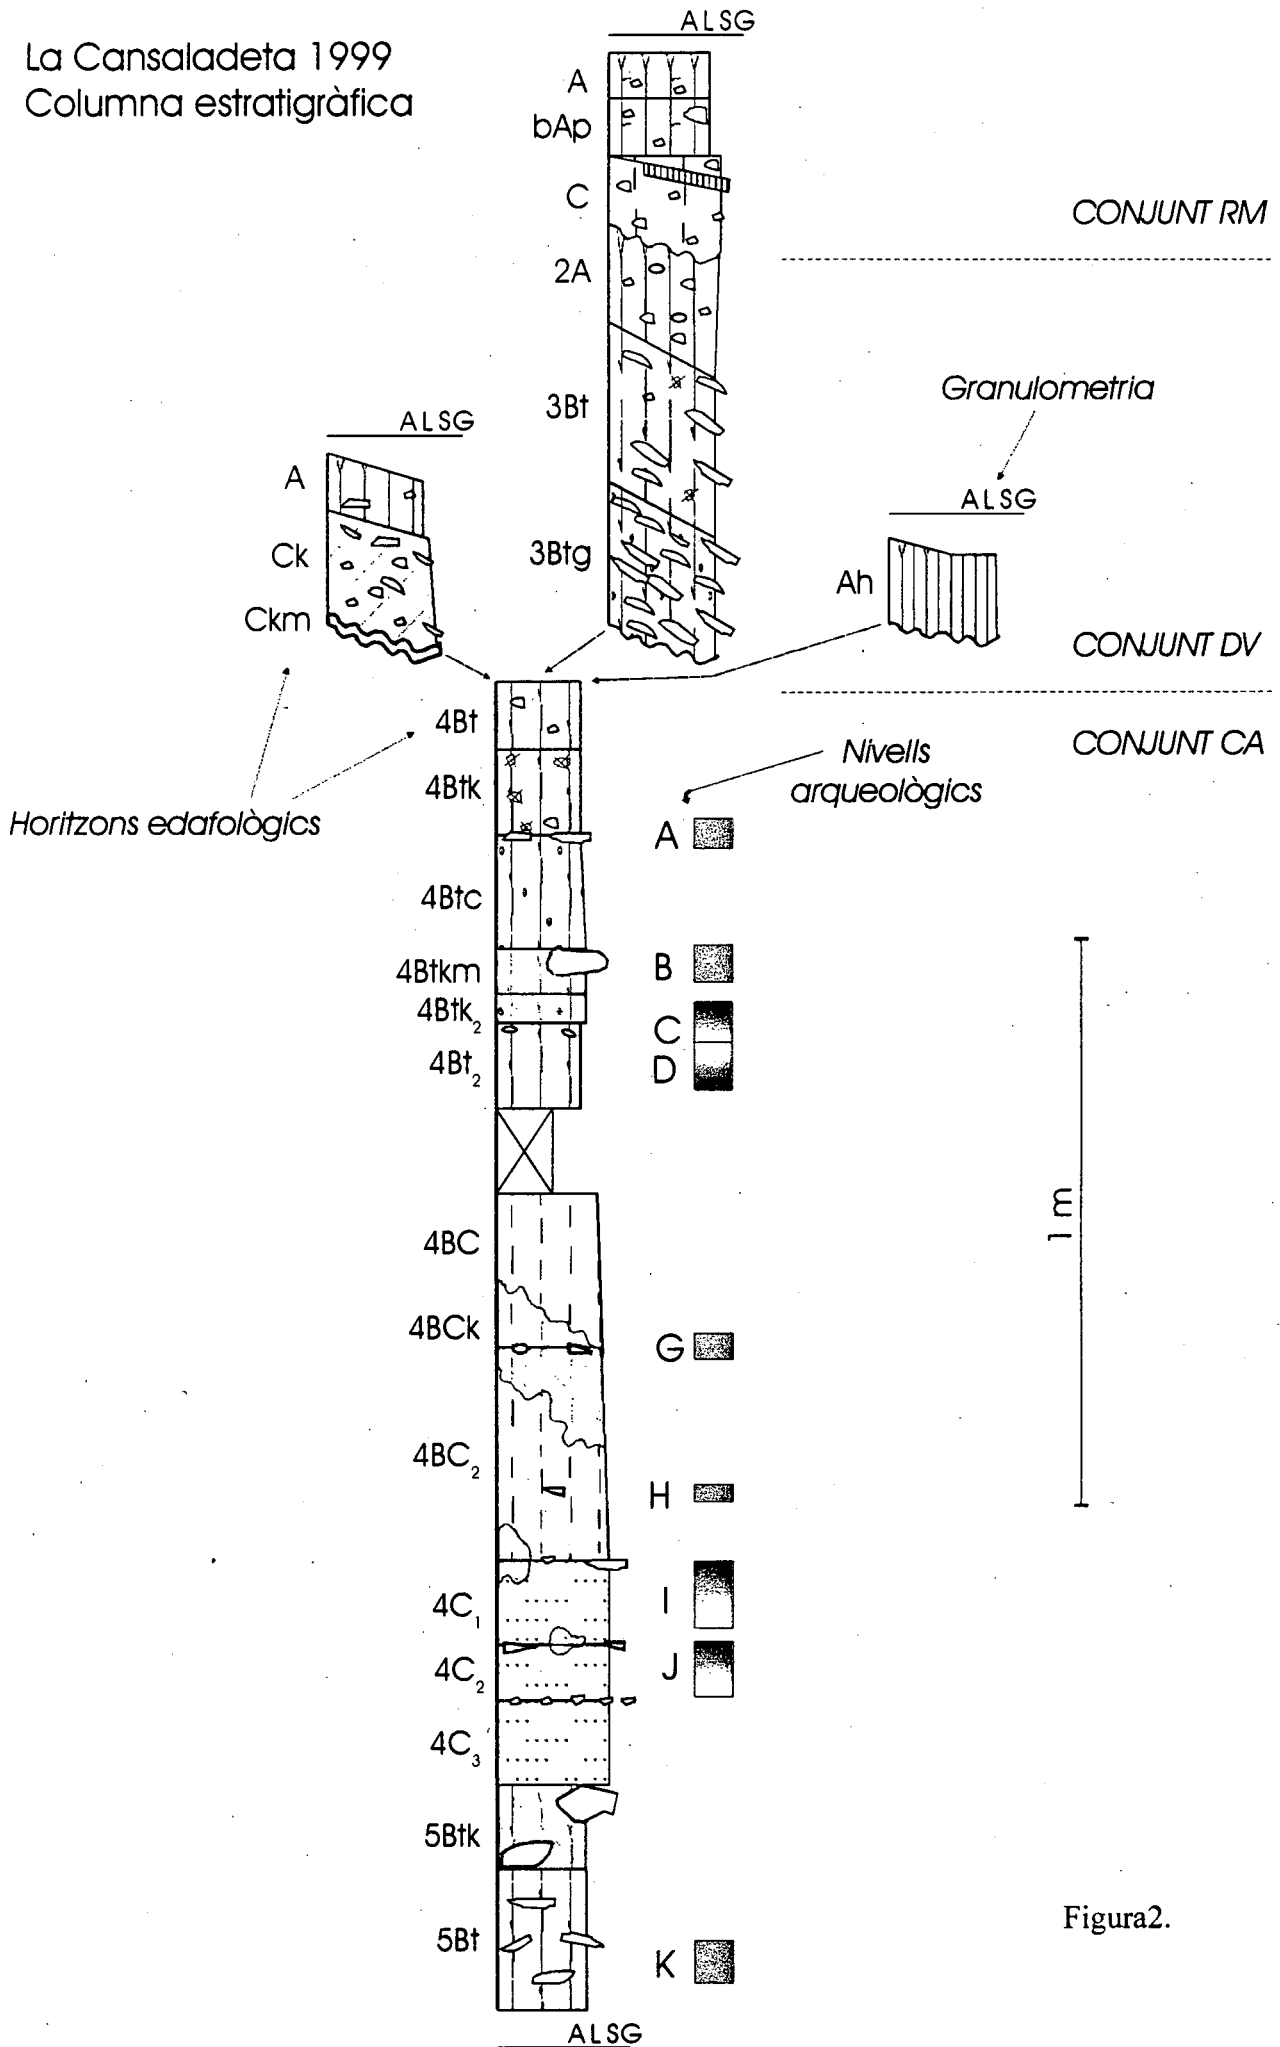 La Cansaladeta 1999
Columna estratigràfica
ALSG
A
bAp
C
2A
3Bt
3Btg
CONJUNT RM
ALSG
A
Ck
Ckm
Granulometria
ALSG
Ah
CONJUNT DV
CONJUNT CA
Horitzons edafològics
Nivells
arqueològics
4Bt
4Btk
4Btc
4Btkm
4Btk₂
4Bt₂
4BC
4BCk
4BC₂
4C₁
4C₂
4C₃
5Btk
5Bt
A
B
C
D
G
H
I
J
K
1 m
ALSG
Figura2.